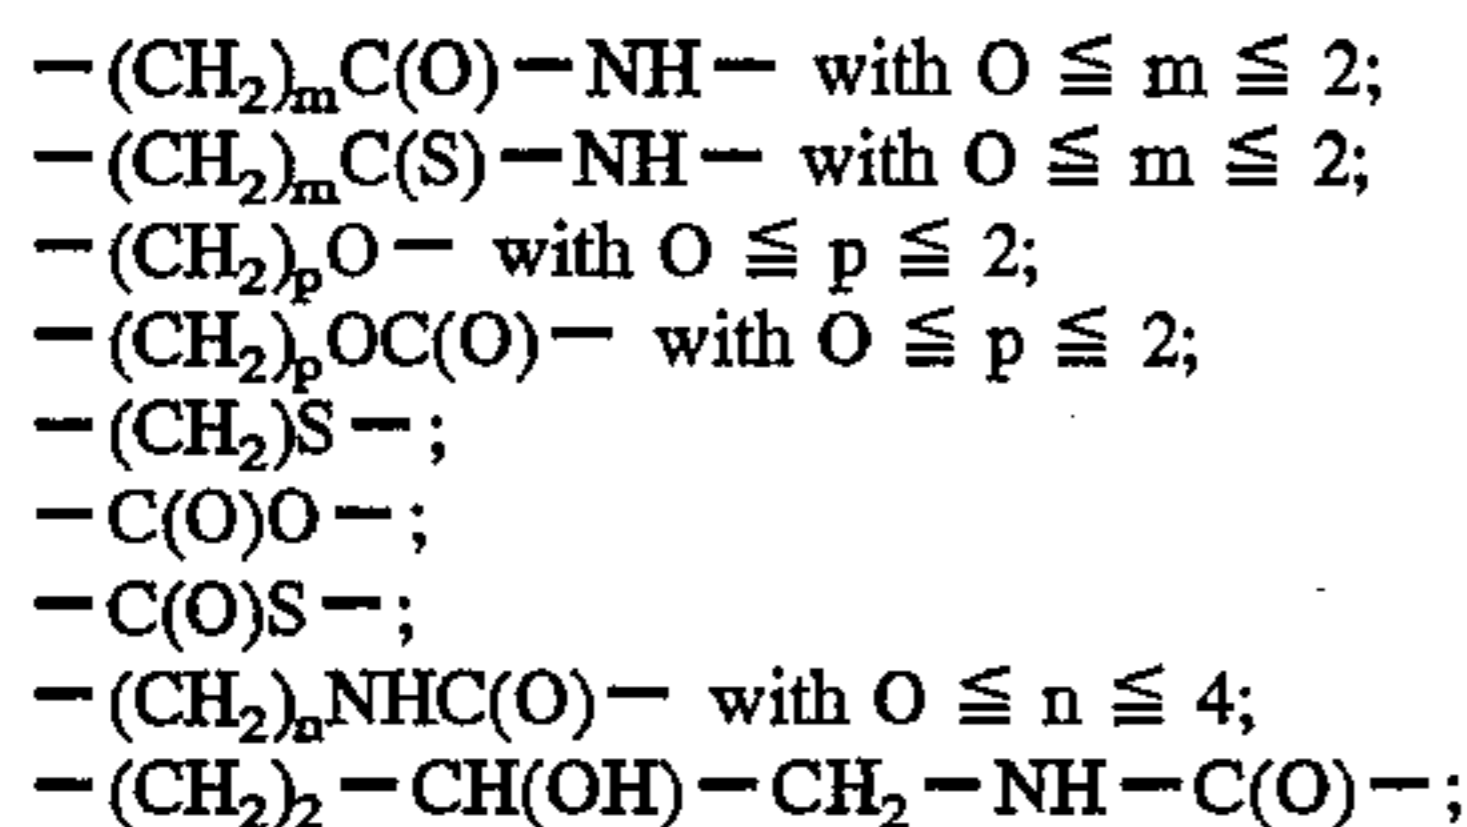 —(CH₂)ₘC(O)—NH— with O ≦ m ≦ 2;
—(CH₂)ₘC(S)—NH— with O ≦ m ≦ 2;
—(CH₂)ₚO— with O ≦ p ≦ 2;
—(CH₂)ₚOC(O)— with O ≦ p ≦ 2;
—(CH₂)S—;
—C(O)O—;
—C(O)S—;
—(CH₂)ₙNHC(O)— with O ≦ n ≦ 4;
—(CH₂)₂—CH(OH)—CH₂—NH—C(O)—;